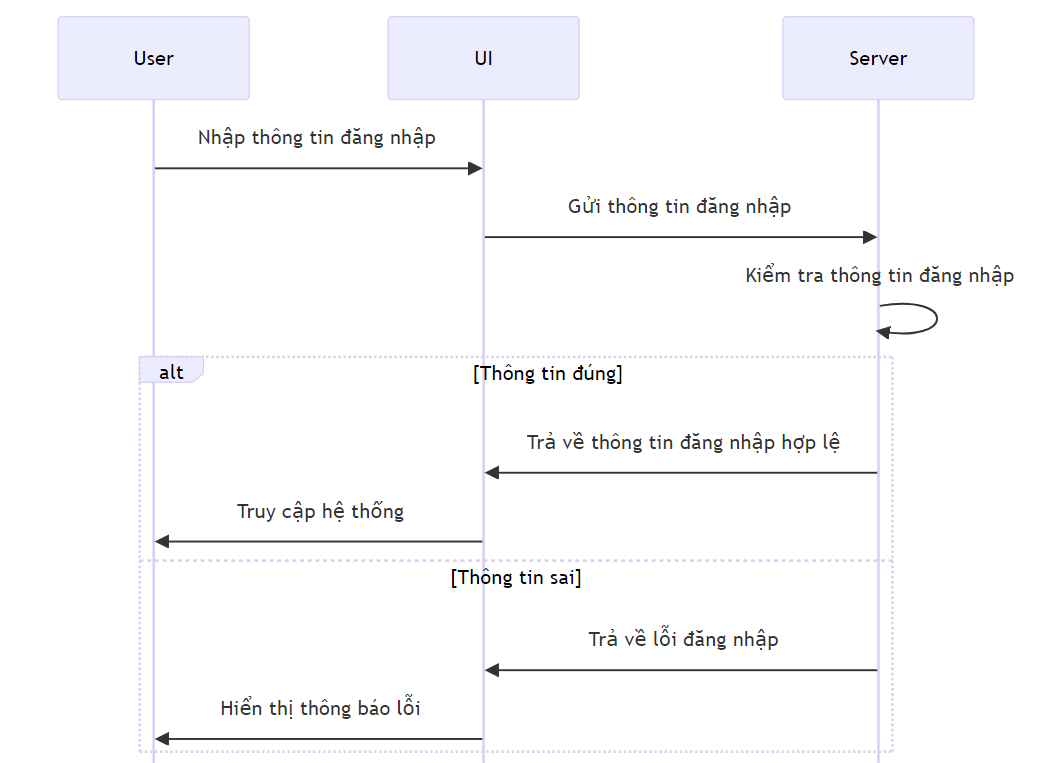 User
UI
Server
Nhập thông tin đăng nhập
Gửi thông tin đăng nhập
Kiểm tra thông tin đăng nhập
alt
[Thông tin đúng]
Trả về thông tin đăng nhập hợp lệ
Truy cập hệ thống
[Thông tin sai]
Trả về lỗi đăng nhập
Hiển thị thông báo lỗi